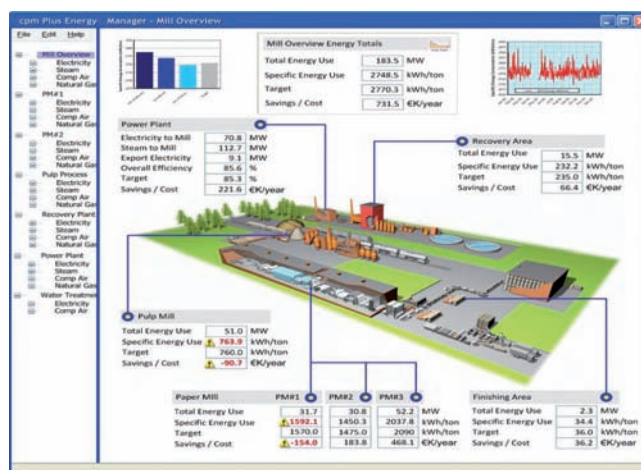 cpm Plus Energy Manager - Mill Overview
File Edit Help
Mill Overview
Electricity
Steam
Comp Air
Natural Gas
PM#1
Electricity
Steam
Comp Air
Natural Gas
PM#2
Electricity
Steam
Comp Air
Natural Gas
Pulp Process
Electricity
Steam
Comp Air
Natural Gas
Recovery Plant
Electricity
Steam
Comp Air
Natural Gas
Power Plant
Electricity
Steam
Comp Air
Natural Gas
Water Treatmen
Electricity
Comp Air
Mill Overview Energy Totals
Total Energy Use 183.5 MW
Specific Energy Use 2748.5 kWh/ton
Target 2770.3 kWh/ton
Savings / Cost 731.5 €K/year
Power Plant
Electricity to Mill 70.8 MW
Steam to Mill 112.7 MW
Export Electricity 9.1 MW
Overall Efficiency 85.6 %
Target 85.3 %
Savings / Cost 221.6 €K/year
Recovery Area
Total Energy Use 15.5 MW
Specific Energy Use 232.2 kWh/ton
Target 235.0 kWh/ton
Savings / Cost 66.4 €K/year
Pulp Mill
Total Energy Use 51.0 MW
Specific Energy Use 763.9 kWh/ton
Target 760.0 kWh/ton
Savings / Cost -90.7 €K/year
Paper Mill PM#1 PM#2 PM#3
Total Energy Use 31.7 30.8 52.2 MW
Specific Energy Use 1592.1 1450.3 2037.8 kWh/ton
Target 1570.0 1475.0 2090 kWh/ton
Savings / Cost -154.0 183.8 468.1 €K/year
Finishing Area
Total Energy Use 2.3 MW
Specific Energy Use 34.4 kWh/ton
Target 36.0 kWh/ton
Savings / Cost 36.2 €K/year